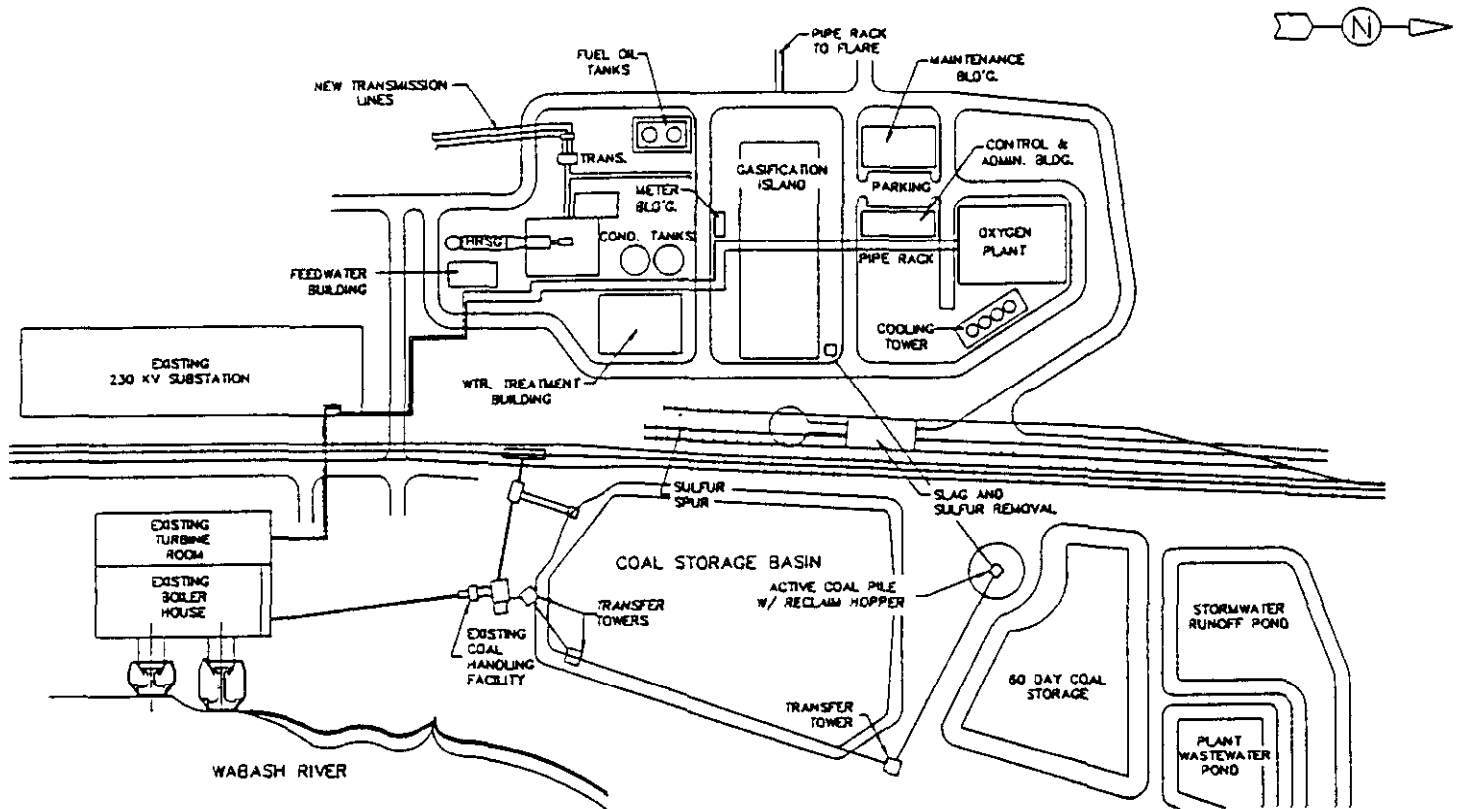 N
PIPE RACK
TO FLARE
FUEL OIL
TANKS
MAINTENANCE
BLD'G.
NEW TRANSMISSION
LINES
CONTROL &
ADMIN. BLDG.
TRANS.
GASIFICATION
ISLAND
PARKING
METER
BLD'G.
HRSG
COND. TANKS
OXYGEN
PLANT
PIPE RACK
FEEDWATER
BUILDING
COOLING
TOWER
EXISTING
230 KV SUBSTATION
WTR. TREATMENT
BUILDING
SULFUR
SPUR
SLAG AND
SULFUR REMOVAL
EXISTING
TURBINE
ROOM
COAL STORAGE BASIN
EXISTING
BOILER
HOUSE
ACTIVE COAL PILE
W/ RECLAIM HOPPER
TRANSFER
TOWERS
STORMWATER
RUNOFF POND
EXISTING
COAL
HANDLING
FACILITY
60 DAY COAL
STORAGE
TRANSFER
TOWER
PLANT
WASTEWATER
POND
WABASH RIVER